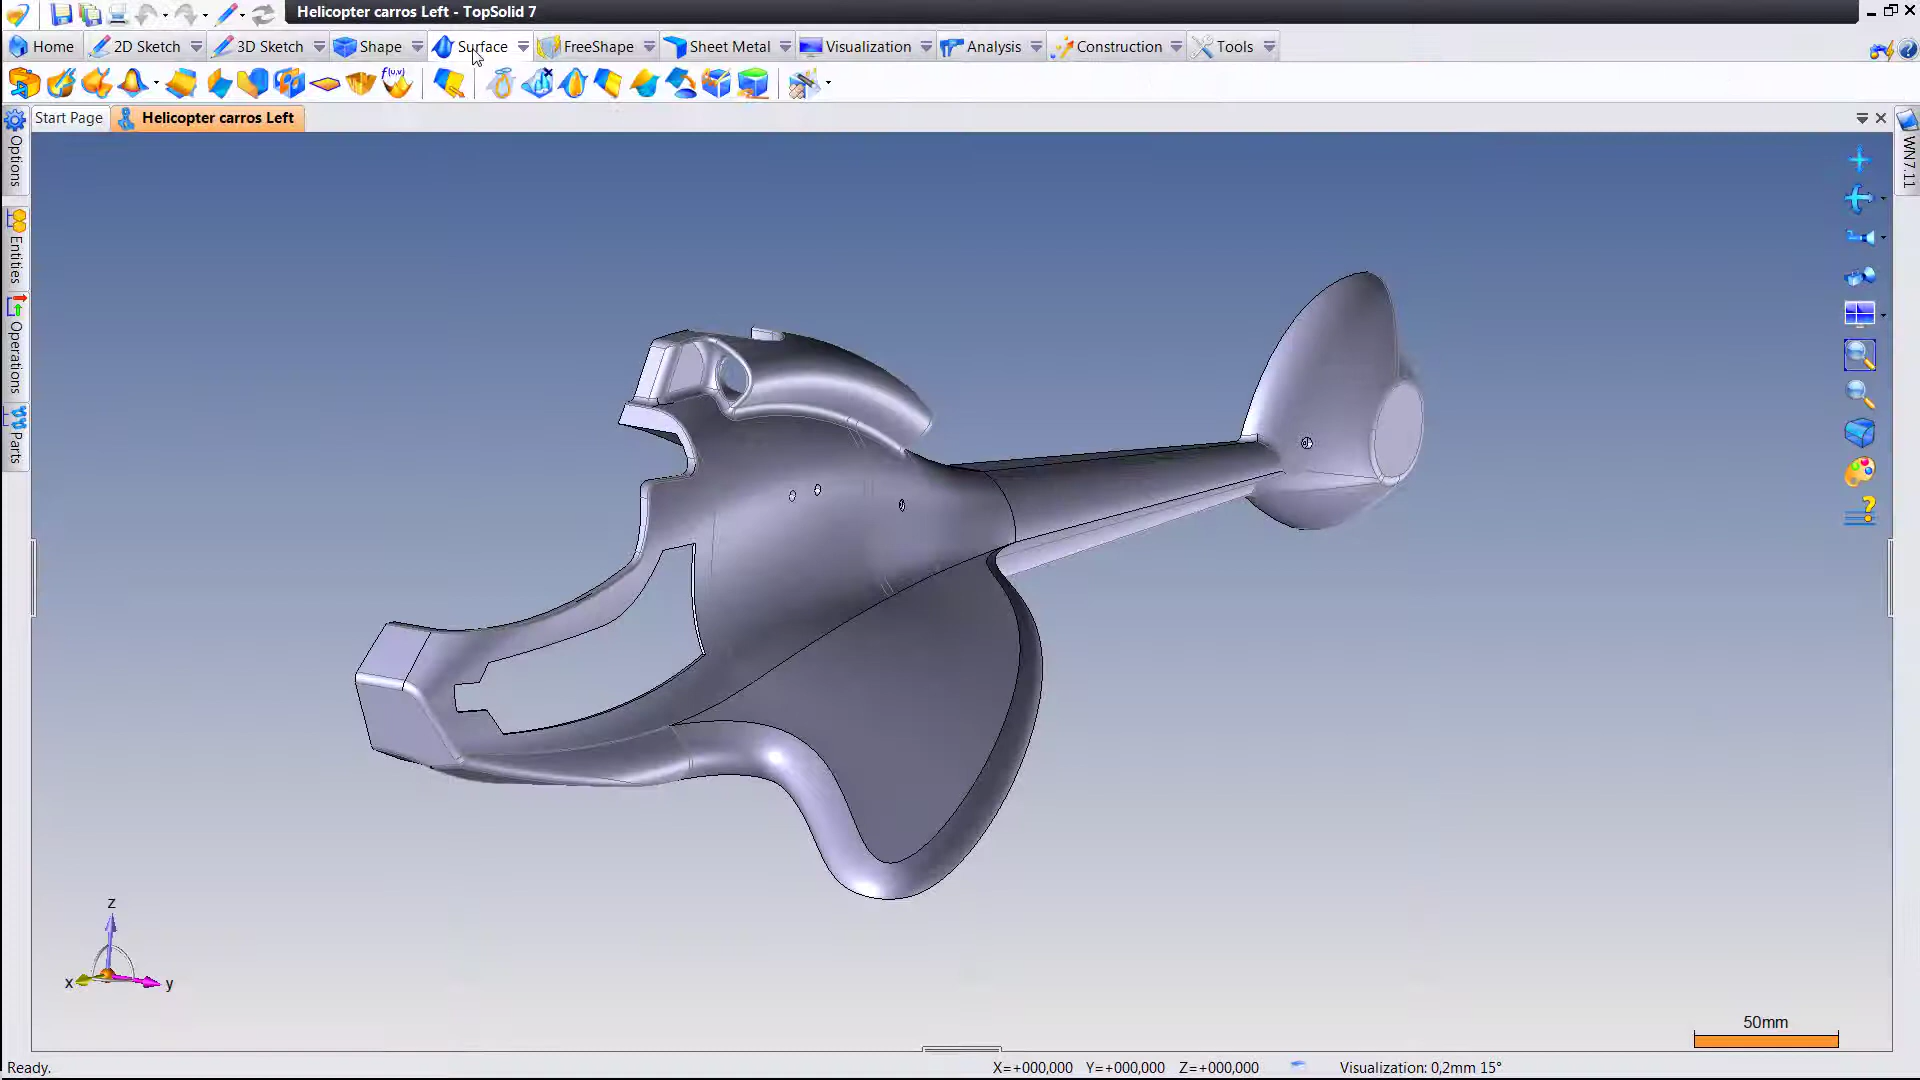 Helicopter carros Left - TopSolid 7
Home 2D Sketch 3D Sketch Shape Surface FreeShape Sheet Metal Visualization Analysis Construction Tools
f(u,v)
Start Page Helicopter carros Left
Options
Entities
Operations
Parts
WN7.11
z
x
y
50mm
Ready. X=+000,000 Y=+000,000 Z=+000,000 Visualization: 0,2mm 15°